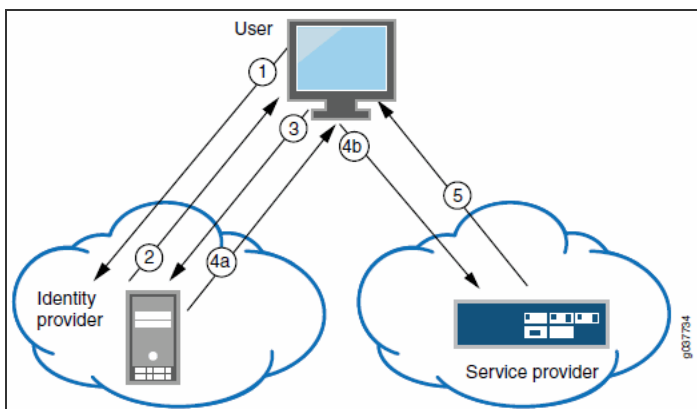 User
1
3
4b
5
2
4a
Identity
provider
Service provider
g037734